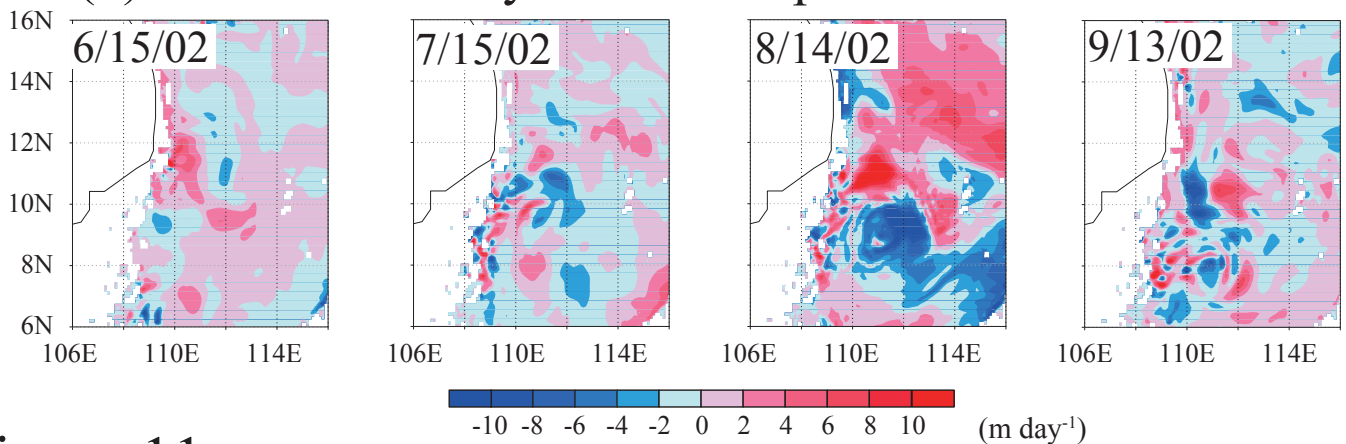 16N
14N
12N
10N
8N
6N
6/15/02 7/15/02 8/14/02 9/13/02
106E 110E 114E 106E 110E 114E 106E 110E 114E 106E 110E 114E
-10 -8 -6 -4 -2 0 2 4 6 8 10 (m day-1)